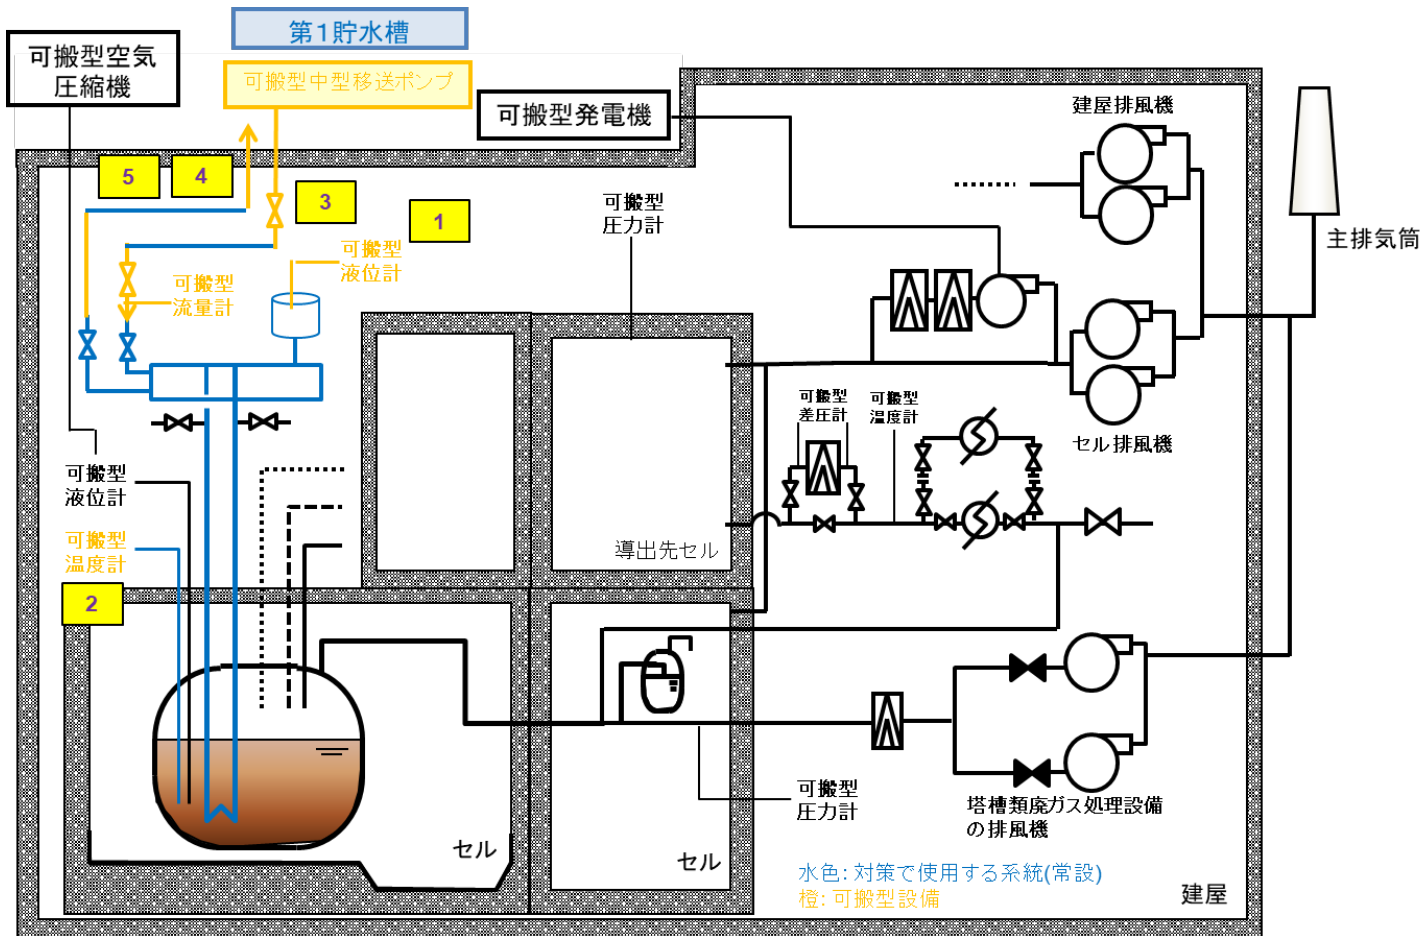 第1貯水槽
可搬型空気
圧縮機
可搬型中型移送ポンプ
可搬型発電機
建屋排風機
5
4
3
1
可搬型
圧力計
主排気筒
可搬型
液位計
可搬型
流量計
可搬型
差圧計
可搬型
温度計
セル排風機
可搬型
液位計
可搬型
温度計
導出先セル
2
可搬型
圧力計
塔槽類廃ガス処理設備
の排風機
セル
セル
水色：対策で使用する系統(常設)
橙：可搬型設備
建屋